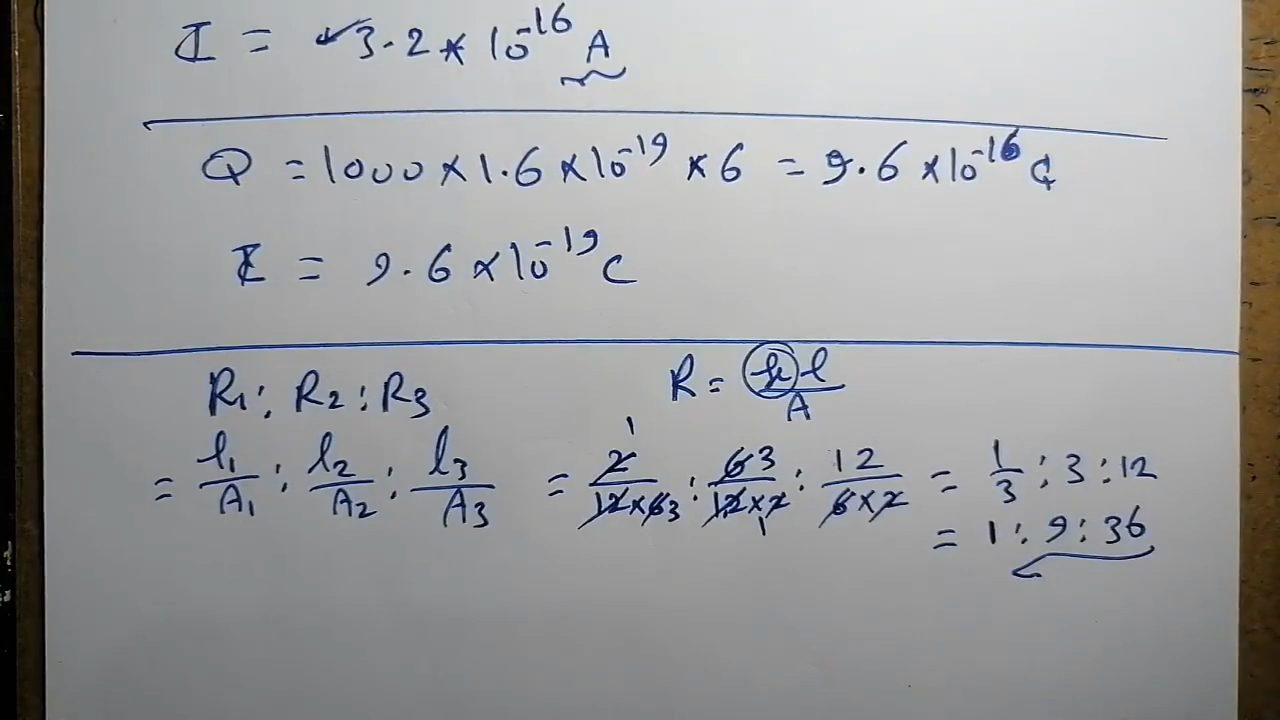 I = 3.2 * 10^-16 A
Q = 1000 × 1.6 × 10^-19 × 6 = 9.6 × 10^-16 C
I = 9.6 × 10^-19 C
R1 : R2 : R3 R = kl/A
= l1/A1 : l2/A2 : l3/A3 = 2/12×6 : 6/12×2 : 12/6×2 = 1/3 : 3 : 12
= 1 : 9 : 36